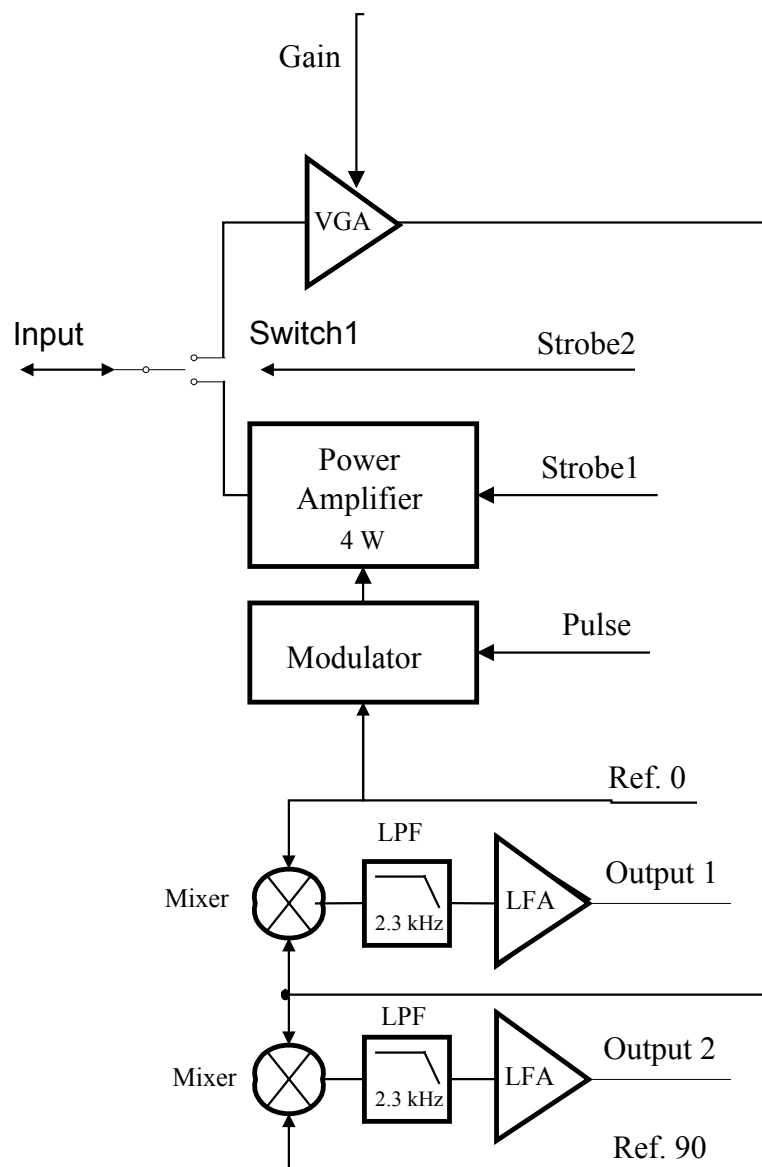 Gain
VGA
Input
Switch1
Strobe2
Power
Amplifier
4 W
Strobe1
Modulator
Pulse
Ref. 0
LPF
Mixer
2.3 kHz
LFA
Output 1
LPF
Mixer
2.3 kHz
LFA
Output 2
Ref. 90